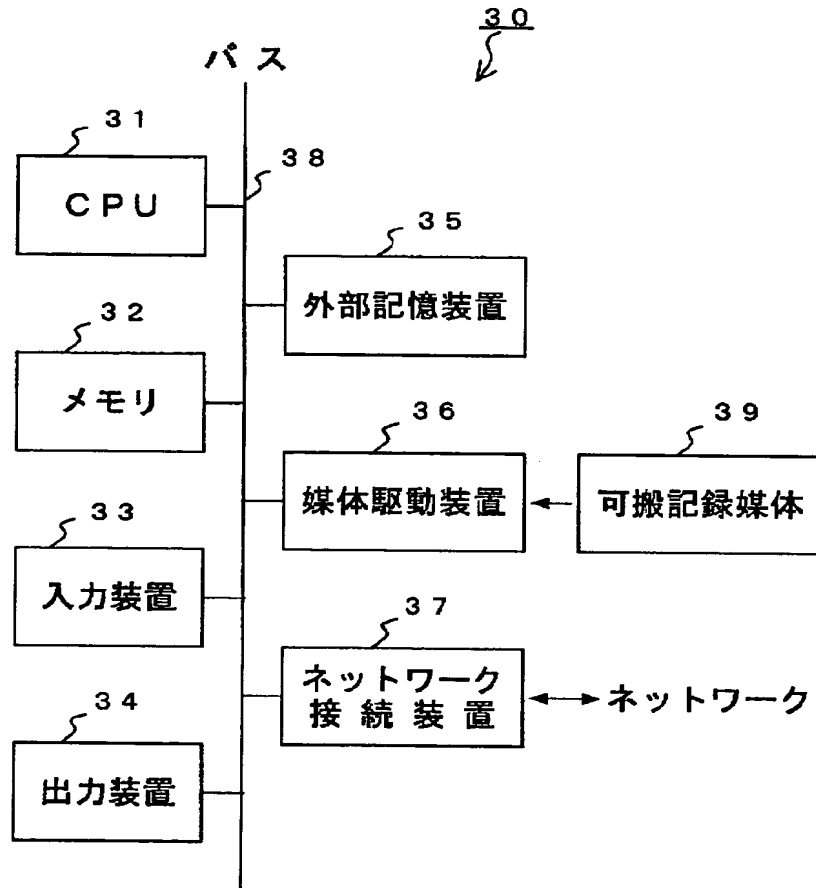 ３０
バス
３１
ＣＰＵ
３８
３５
外部記憶装置
３２
メモリ
３６
媒体駆動装置
３９
可搬記録媒体
３３
入力装置
３７
ネットワーク
接続装置
ネットワーク
３４
出力装置